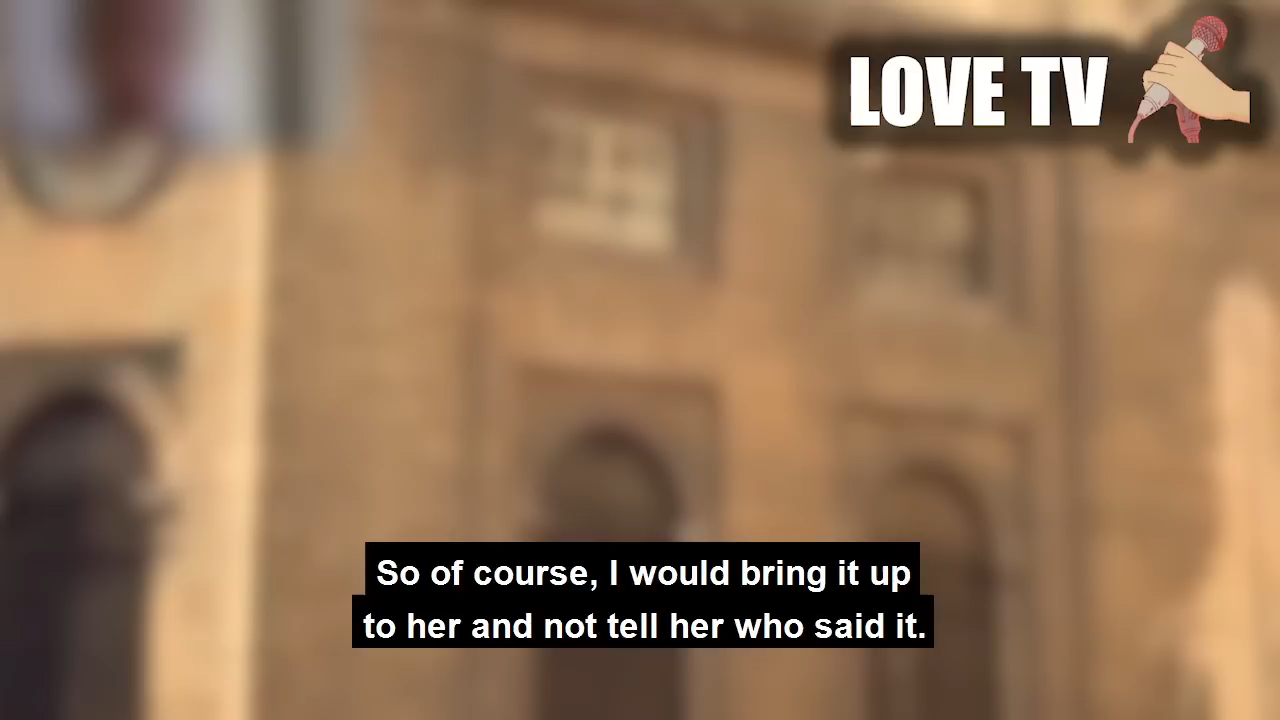 LOVE TV
So of course, I would bring it up
to her and not tell her who said it.